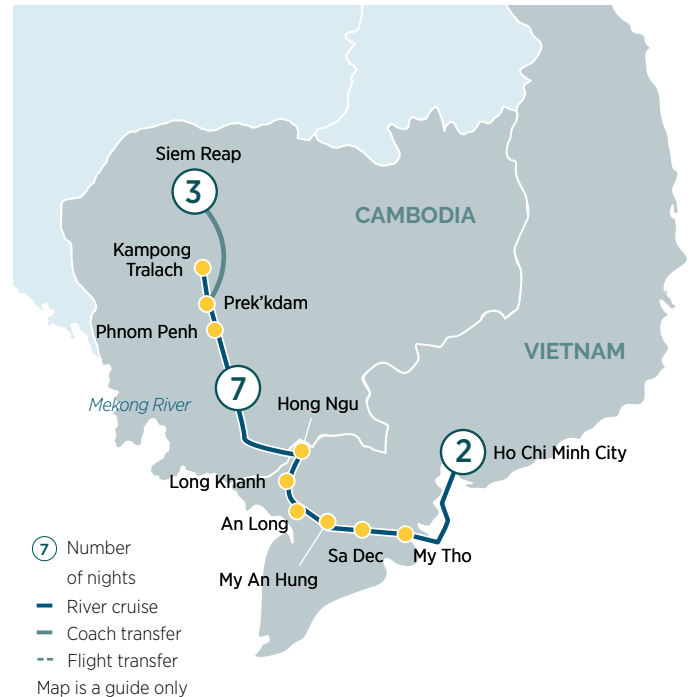 Siem Reap
3
CAMBODIA
Kampong
Tralach
Prek’kdam
Phnom Penh
VIETNAM
7
Mekong River
Hong Ngu
2
Ho Chi Minh City
Long Khanh
An Long
Sa Dec
My Tho
My An Hung
7 Number
of nights
River cruise
Coach transfer
Flight transfer
Map is a guide only